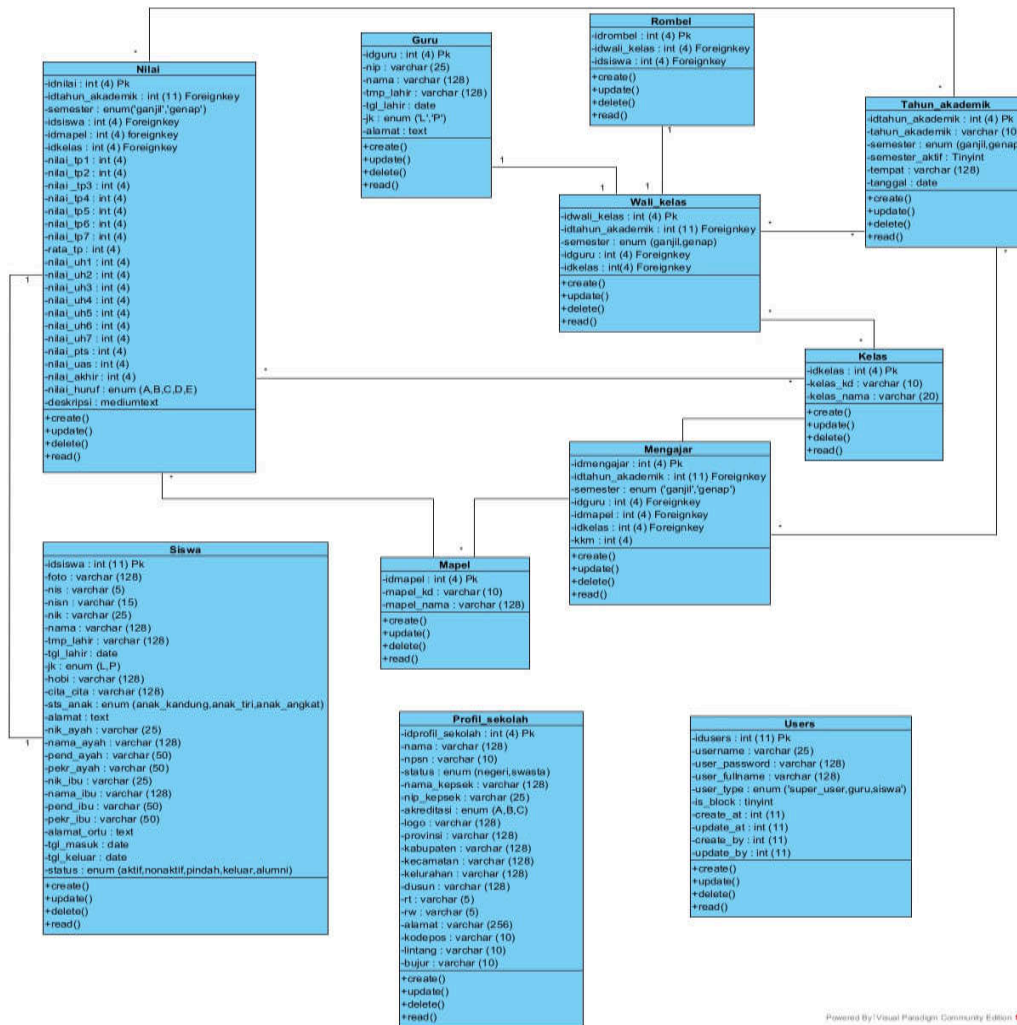 Nilai
-idnilai : int (4) Pk
-idtahun_akademik : int (11) Foreignkey
-semester : enum('ganjil','genap')
-idsiswa : int (4) Foreignkey
-idmapel : int (4) foreignkey
-idkelas : int (4) Foreignkey
-nilai_tp1 : int (4)
-nilai_tp2 : int (4)
-nilai _tp3 : int (4)
-nilai_tp4 : int (4)
-nilai_tp5 : int (4)
-nilai_tp6 : int (4)
-nilai_tp7 : int (4)
-rata_tp : int (4)
-nilai_uh1 : int (4)
-nilai_uh2 : int (4)
-nilai_uh3 : int (4)
-nilai_uh4 : int (4)
-nilai_uh5 : int (4)
-nilai_uh6 : int (4)
-nilai_uh7 : int (4)
-nilai_pts : int (4)
-nilai_uas : int (4)
-nilai_akhir : int (4)
-nilai_huruf : enum (A,B,C,D,E)
-deskripsi : mediumtext
+create()
+update()
+delete()
+read()
Guru
-idguru : int (4) Pk
-nip : varchar (25)
-nama : varchar (128)
-tmp_lahir : varchar (128)
-tgl_lahir : date
-jk : enum ('L','P')
-alamat : text
+create()
+update()
+delete()
+read()
Rombel
-idrombel : int (4) Pk
-idwali_kelas : int (4) Foreignkey
-idsiswa : int (4) Foreignkey
+create()
+update()
+delete()
+read()
Tahun_akademik
-idtahun_akademik : int (4) Pk
-tahun_akademik : varchar (10
-semester : enum (ganjil,genap
-semester_aktif : Tinyint
-tempat : varchar (128)
-tanggal : date
+create()
+update()
+delete()
+read()
Wali_kelas
-idwali_kelas : int (4) Pk
-idtahun_akademik : int (11) Foreignkey
-semester : enum (ganjil,genap)
-idguru : int (4) Foreignkey
-idkelas : int(4) Foreignkey
+create()
+update()
+delete()
+read()
Kelas
-idkelas : int (4) Pk
-kelas_kd : varchar (10)
-kelas_nama : varchar (20)
+create()
+update()
+delete()
+read()
Mengajar
-idmengajar : int (4) Pk
-idtahun_akademik : int (11) Foreignkey
-semester : enum ('ganjil','genap')
-idguru : int (4) Foreignkey
-idmapel : int (4) Foreignkey
-idkelas : int (4) Foreignkey
-kkm : int (4)
+create()
+update()
+delete()
+read()
Mapel
-idmapel : int (4) Pk
-mapel_kd : varchar (10)
-mapel_nama : varchar (128)
+create()
+update()
+delete()
+read()
Siswa
-idsiswa : int (11) Pk
-foto : varchar (128)
-nis : varchar (5)
-nisn : varchar (15)
-nik : varchar (25)
-nama : varchar (128)
-tmp_lahir : varchar (128)
-tgl_lahir : date
-jk : enum (L,P)
-hobi : varchar (128)
-cita_cita : varchar (128)
-sts_anak : enum (anak_kandung,anak_tiri,anak_angkat)
-alamat : text
-nik_ayah : varchar (25)
-nama_ayah : varchar (128)
-pend_ayah : varchar (50)
-pekr_ayah : varchar (50)
-nik_ibu : varchar (25)
-nama_ibu : varchar (128)
-pend_ibu : varchar (50)
-pekr_ibu : varchar (50)
-alamat_ortu : text
-tgl_masuk : date
-tgl_keluar : date
-status : enum (aktif,nonaktif,pindah,keluar,alumni)
+create()
+update()
+delete()
+read()
Profil_sekolah
-idprofil_sekolah : int (4) Pk
-nama : varchar (128)
-npsn : varchar (10)
-status : enum (negeri,swasta)
-nama_kepsek : varchar (128)
-nip_kepsek : varchar (25)
-akreditasi : enum (A,B,C)
-logo : varchar (128)
-provinsi : varchar (128)
-kabupaten : varchar (128)
-kecamatan : varchar (128)
-kelurahan : varchar (128)
-dusun : varchar (128)
-rt : varchar (5)
-rw : varchar (5)
-alamat : varchar (256)
-kodepos : varchar (10)
-lintang : varchar (10)
-bujur : varchar (10)
+create()
+update()
+delete()
+read()
Users
-idusers : int (11) Pk
-username : varchar (25)
-user_password : varchar (128)
-user_fullname : varchar (128)
-user_type : enum ('super_user,guru,siswa')
-is_block : tinyint
-create_at : int (11)
-update_at : int (11)
-create_by : int (11)
-update_by : int (11)
+create()
+update()
+delete()
+read()
1
1
1
1
1
1
*
*
*
*
*
*
*
*
*
*
*
*
Powered By Visual Paradigm Community Edition